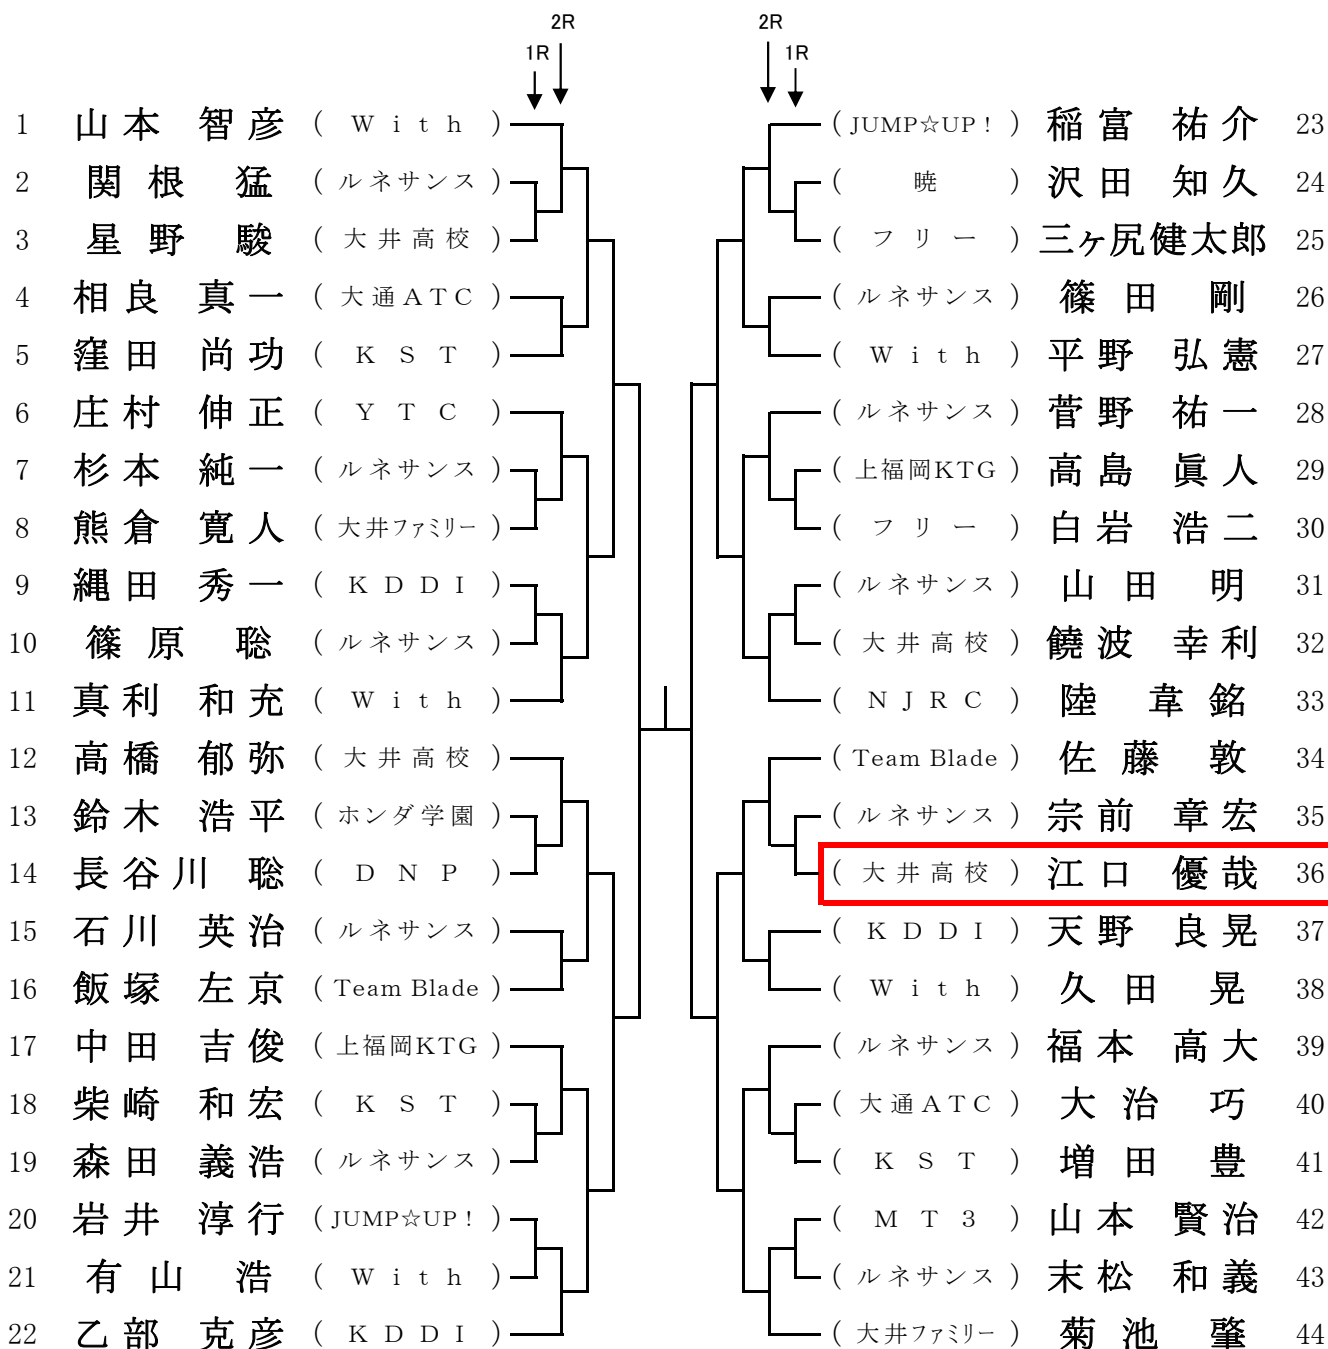 2R 2R
1R 1R
1 山本 智彦 ( With ) ( JUMP☆UP! ) 稲富 祐介 23
2 関根 猛 ( ルネサンス ) ( 暁 ) 沢田 知久 24
3 星野 駿 ( 大井高校 ) ( フリー ) 三ヶ尻健太郎 25
4 相良 真一 ( 大通ATC ) ( ルネサンス ) 篠田 剛 26
5 窪田 尚功 ( KST ) ( With ) 平野 弘憲 27
6 庄村 伸正 ( YTC ) ( ルネサンス ) 菅野 祐一 28
7 杉本 純一 ( ルネサンス ) ( 上福岡KTG ) 高島 眞人 29
8 熊倉 寛人 ( 大井ファミリー ) ( フリー ) 白岩 浩二 30
9 縄田 秀一 ( KDDI ) ( ルネサンス ) 山田 明 31
10 篠原 聡 ( ルネサンス ) ( 大井高校 ) 饒波 幸利 32
11 真利 和充 ( With ) ( NJRC ) 陸 韋銘 33
12 高橋 郁弥 ( 大井高校 ) ( Team Blade ) 佐藤 敦 34
13 鈴木 浩平 ( ホンダ学園 ) ( ルネサンス ) 宗前 章宏 35
14 長谷川 聡 ( DNP ) ( 大井高校 ) 江口 優哉 36
15 石川 英治 ( ルネサンス ) ( KDDI ) 天野 良晃 37
16 飯塚 左京 ( Team Blade ) ( With ) 久田 晃 38
17 中田 吉俊 ( 上福岡KTG ) ( ルネサンス ) 福本 高大 39
18 柴崎 和宏 ( KST ) ( 大通ATC ) 大治 巧 40
19 森田 義浩 ( ルネサンス ) ( KST ) 増田 豊 41
20 岩井 淳行 ( JUMP☆UP! ) ( MT3 ) 山本 賢治 42
21 有山 浩 ( With ) ( ルネサンス ) 末松 和義 43
22 乙部 克彦 ( KDDI ) ( 大井ファミリー ) 菊池 肇 44